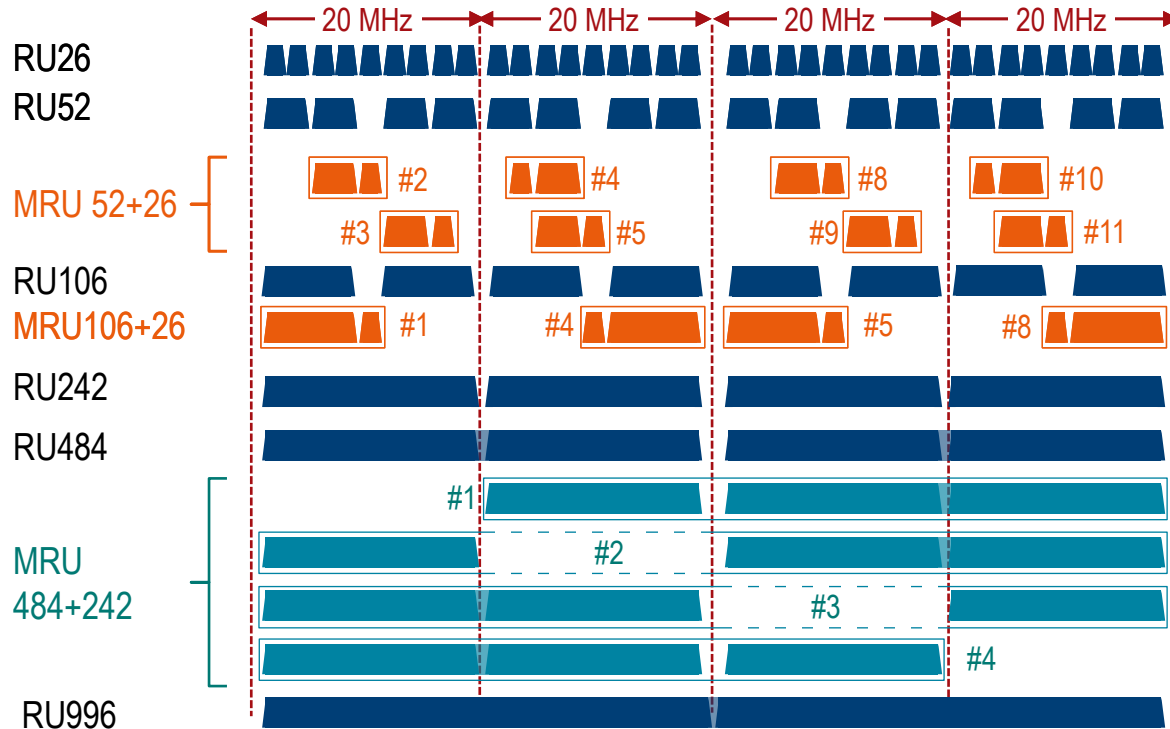 20 MHz 20 MHz 20 MHz 20 MHz
RU26
RU52
MRU 52+26
#2 #4 #8 #10
#3 #5 #9 #11
RU106
MRU106+26 #1 #4 #5 #8
RU242
RU484
#1
MRU
484+242
#2
#3
#4
RU996